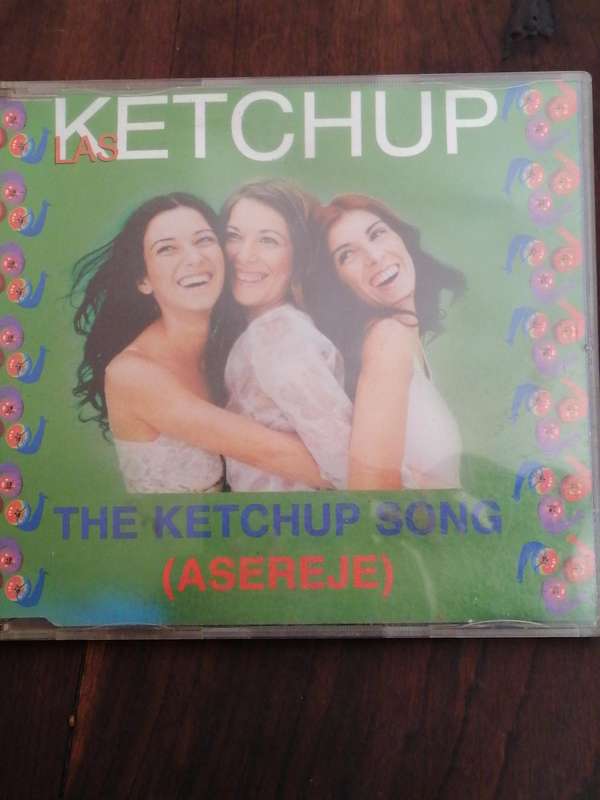 LAS KETCHUP
THE KETCHUP SONG
(ASEREJE)